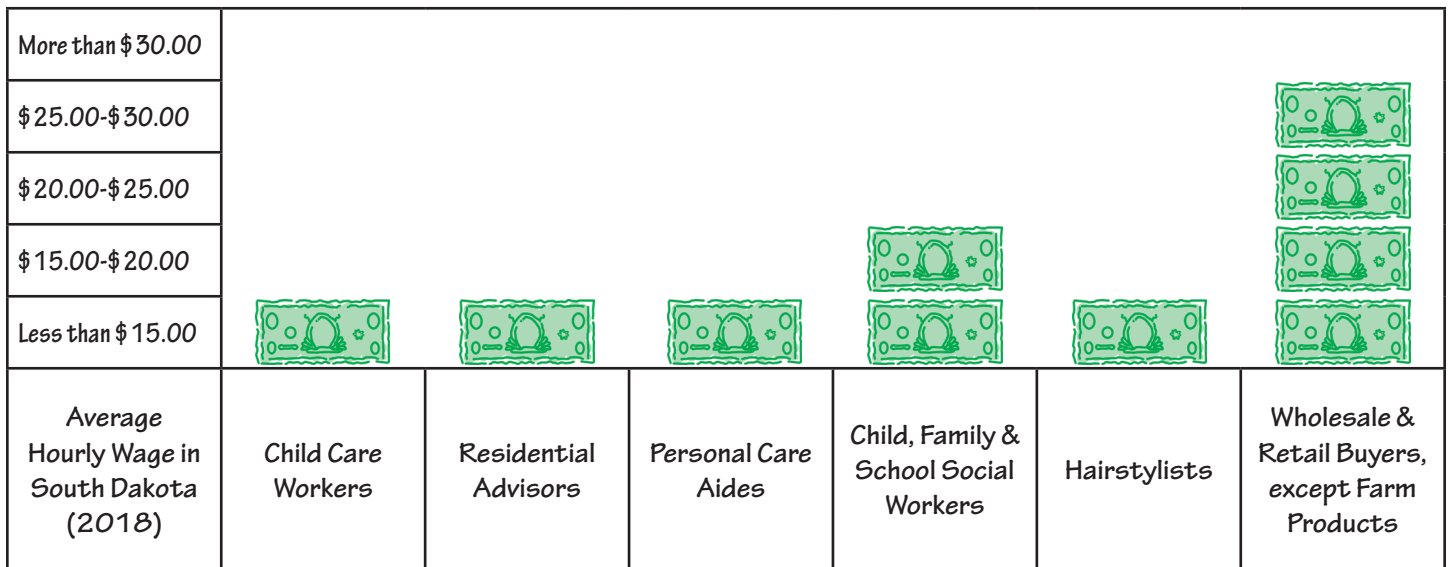 More than $30.00
$25.00-$30.00
$20.00-$25.00
$15.00-$20.00
Less than $15.00
Average
Hourly Wage in
South Dakota
(2018)
Child Care
Workers
Residential
Advisors
Personal Care
Aides
Child, Family &
School Social
Workers
Hairstylists
Wholesale &
Retail Buyers,
except Farm
Products